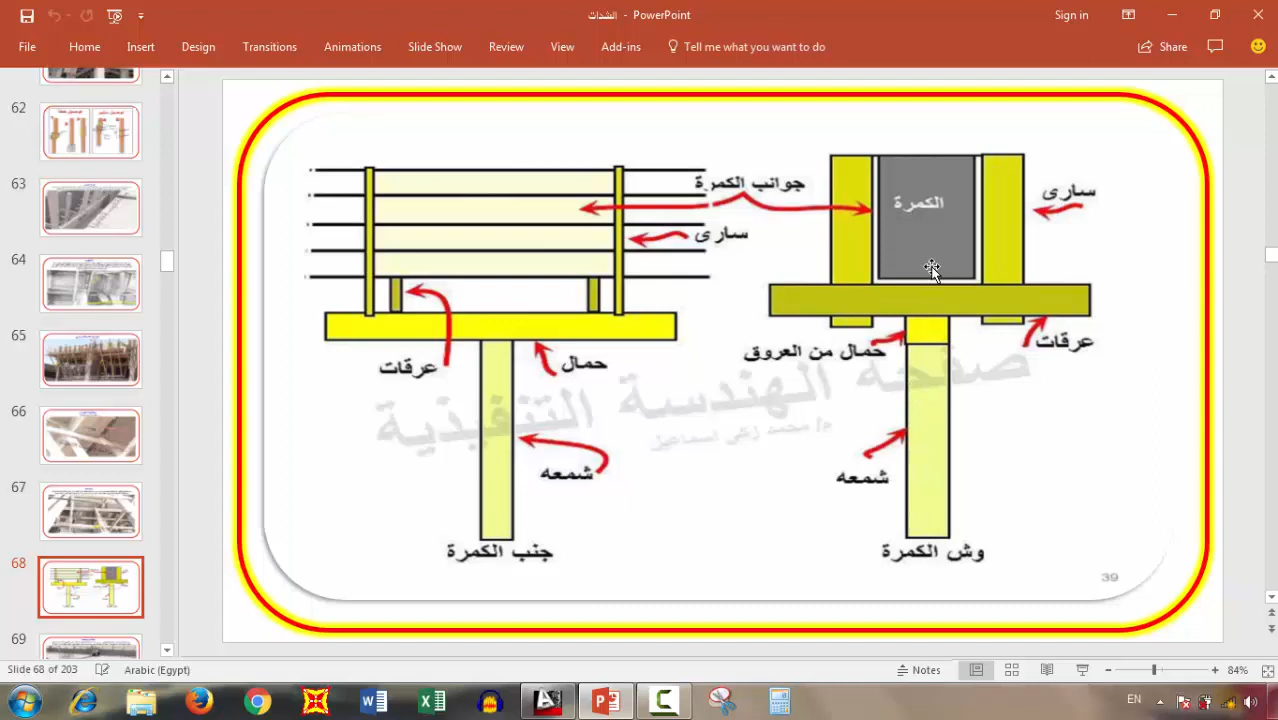 الشدات - PowerPoint
Sign in
File Home Insert Design Transitions Animations Slide Show Review View Add-ins Tell me what you want to do Share
62
63
64
65
66
67
68
69
جوانب الكمرة
سارى
عرقات
حمال
شمعه
جنب الكمرة
الكمرة
سارى
عرقات
حمال من العروق
شمعه
وش الكمرة
صفحة الهندسة التنفيذية
م/ محمد زكي اسماعيل
39
Slide 68 of 203 Arabic (Egypt) Notes 84%
EN